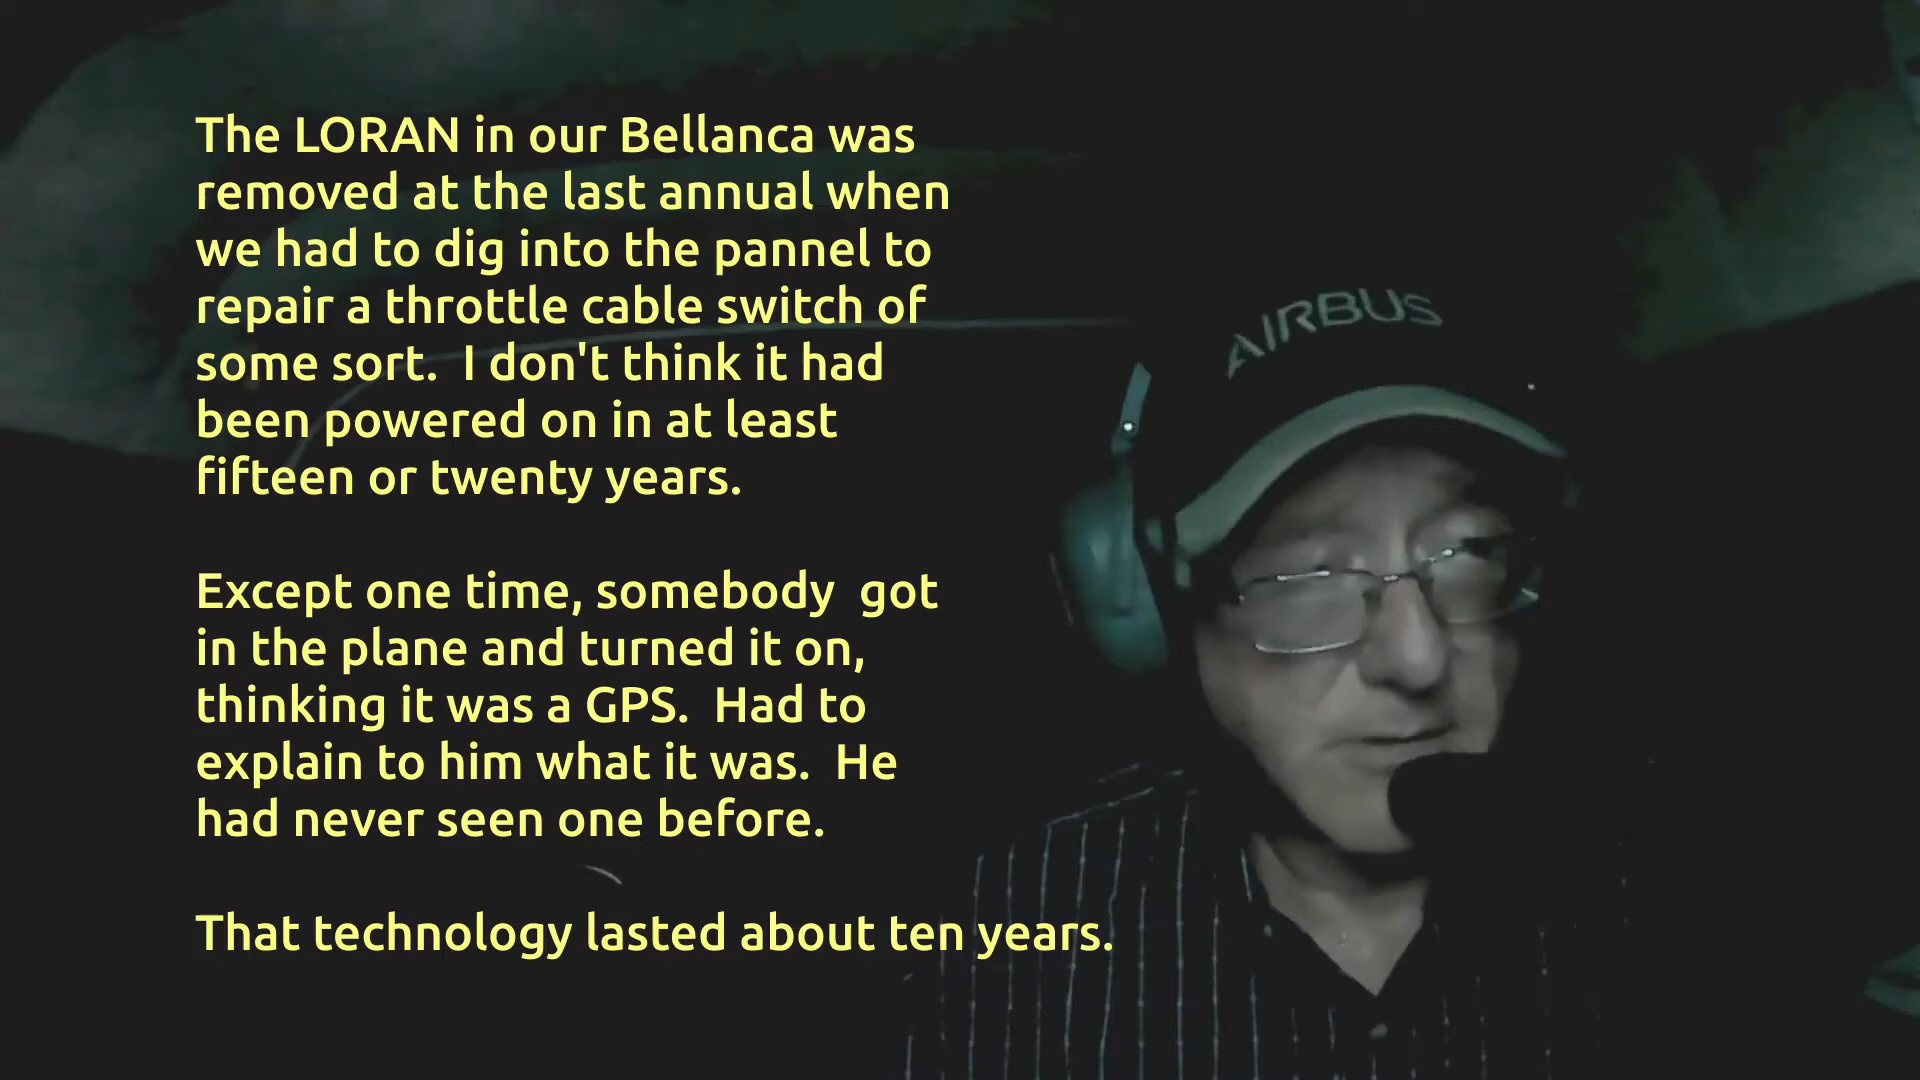 The LORAN in our Bellanca was
removed at the last annual when
we had to dig into the pannel to
repair a throttle cable switch of
some sort.  I don't think it had
been powered on in at least
fifteen or twenty years.
Except one time, somebody  got
in the plane and turned it on,
thinking it was a GPS.  Had to
explain to him what it was.  He
had never seen one before.
That technology lasted about ten years.
AIRBUS